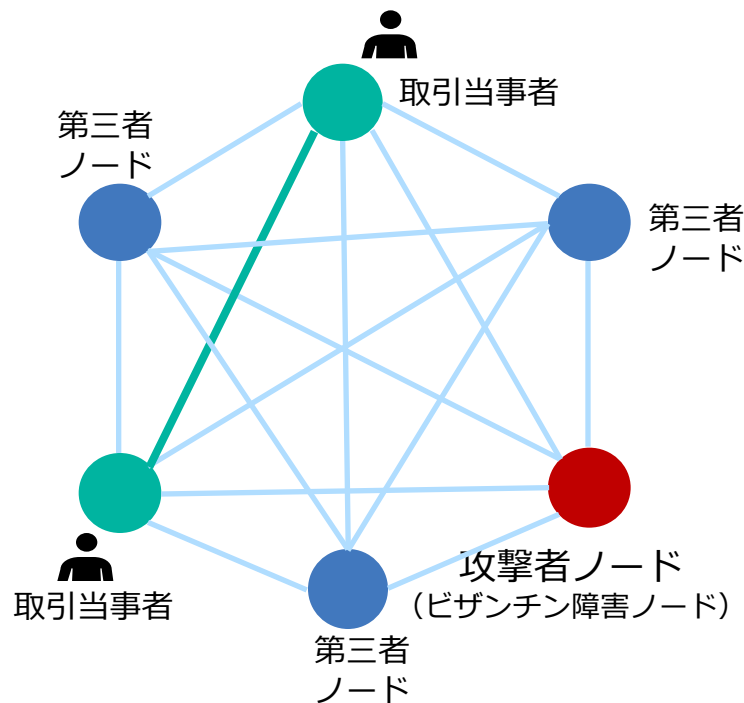 取引当事者
第三者
ノード
第三者
ノード
攻撃者ノード
（ビザンチン障害ノード）
取引当事者
第三者
ノード